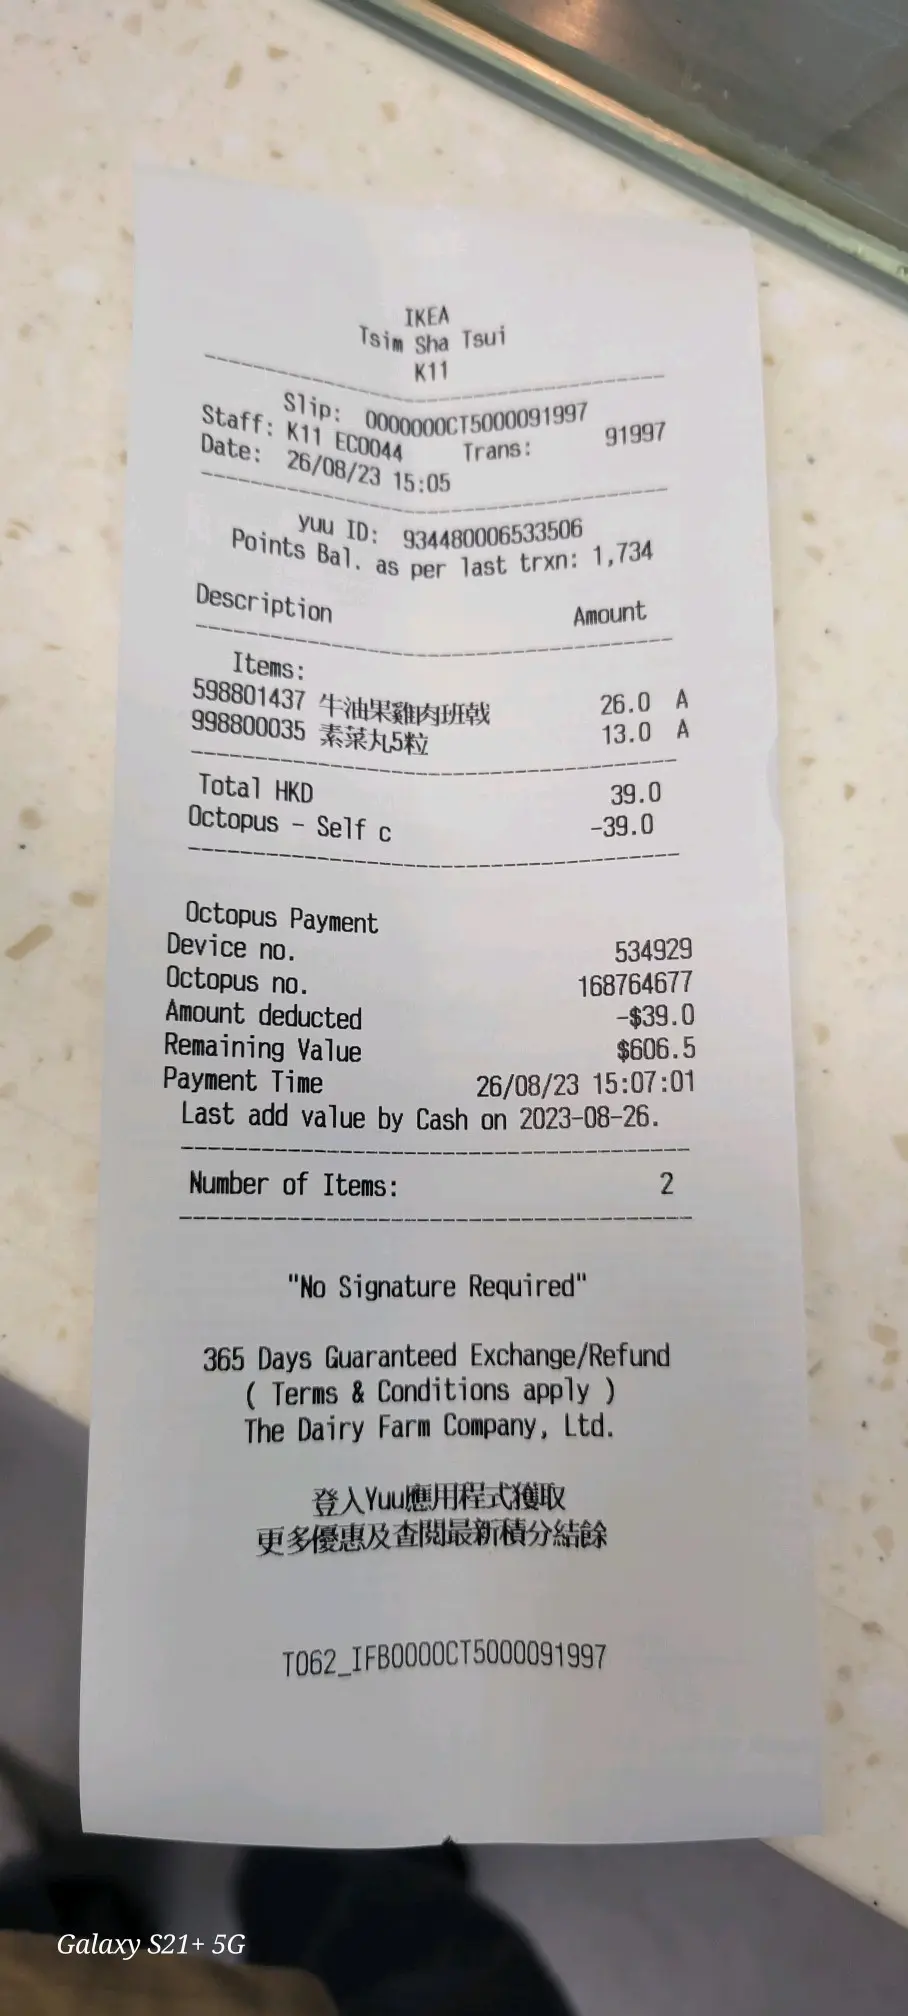 IKEA
Tsim Sha Tsui
K11
Slip: 0000000CT5000091997
Staff: K11 EC0044 Trans: 91997
Date: 26/08/23 15:05
yuu ID: 934480006533506
Points Bal. as per last trxn: 1,734
Description Amount
Items:
598801437 牛油果雞肉班戟 26.0 A
998800035 素菜丸5粒 13.0 A
Total HKD 39.0
Octopus - Self c -39.0
Octopus Payment
Device no. 534929
Octopus no. 168764677
Amount deducted -$39.0
Remaining Value $606.5
Payment Time 26/08/23 15:07:01
Last add value by Cash on 2023-08-26.
Number of Items: 2
"No Signature Required"
365 Days Guaranteed Exchange/Refund
( Terms & Conditions apply )
The Dairy Farm Company, Ltd.
登入Yuu應用程式獲取
更多優惠及查閱最新積分結餘
T062_IFB0000CT5000091997
Galaxy S21+ 5G